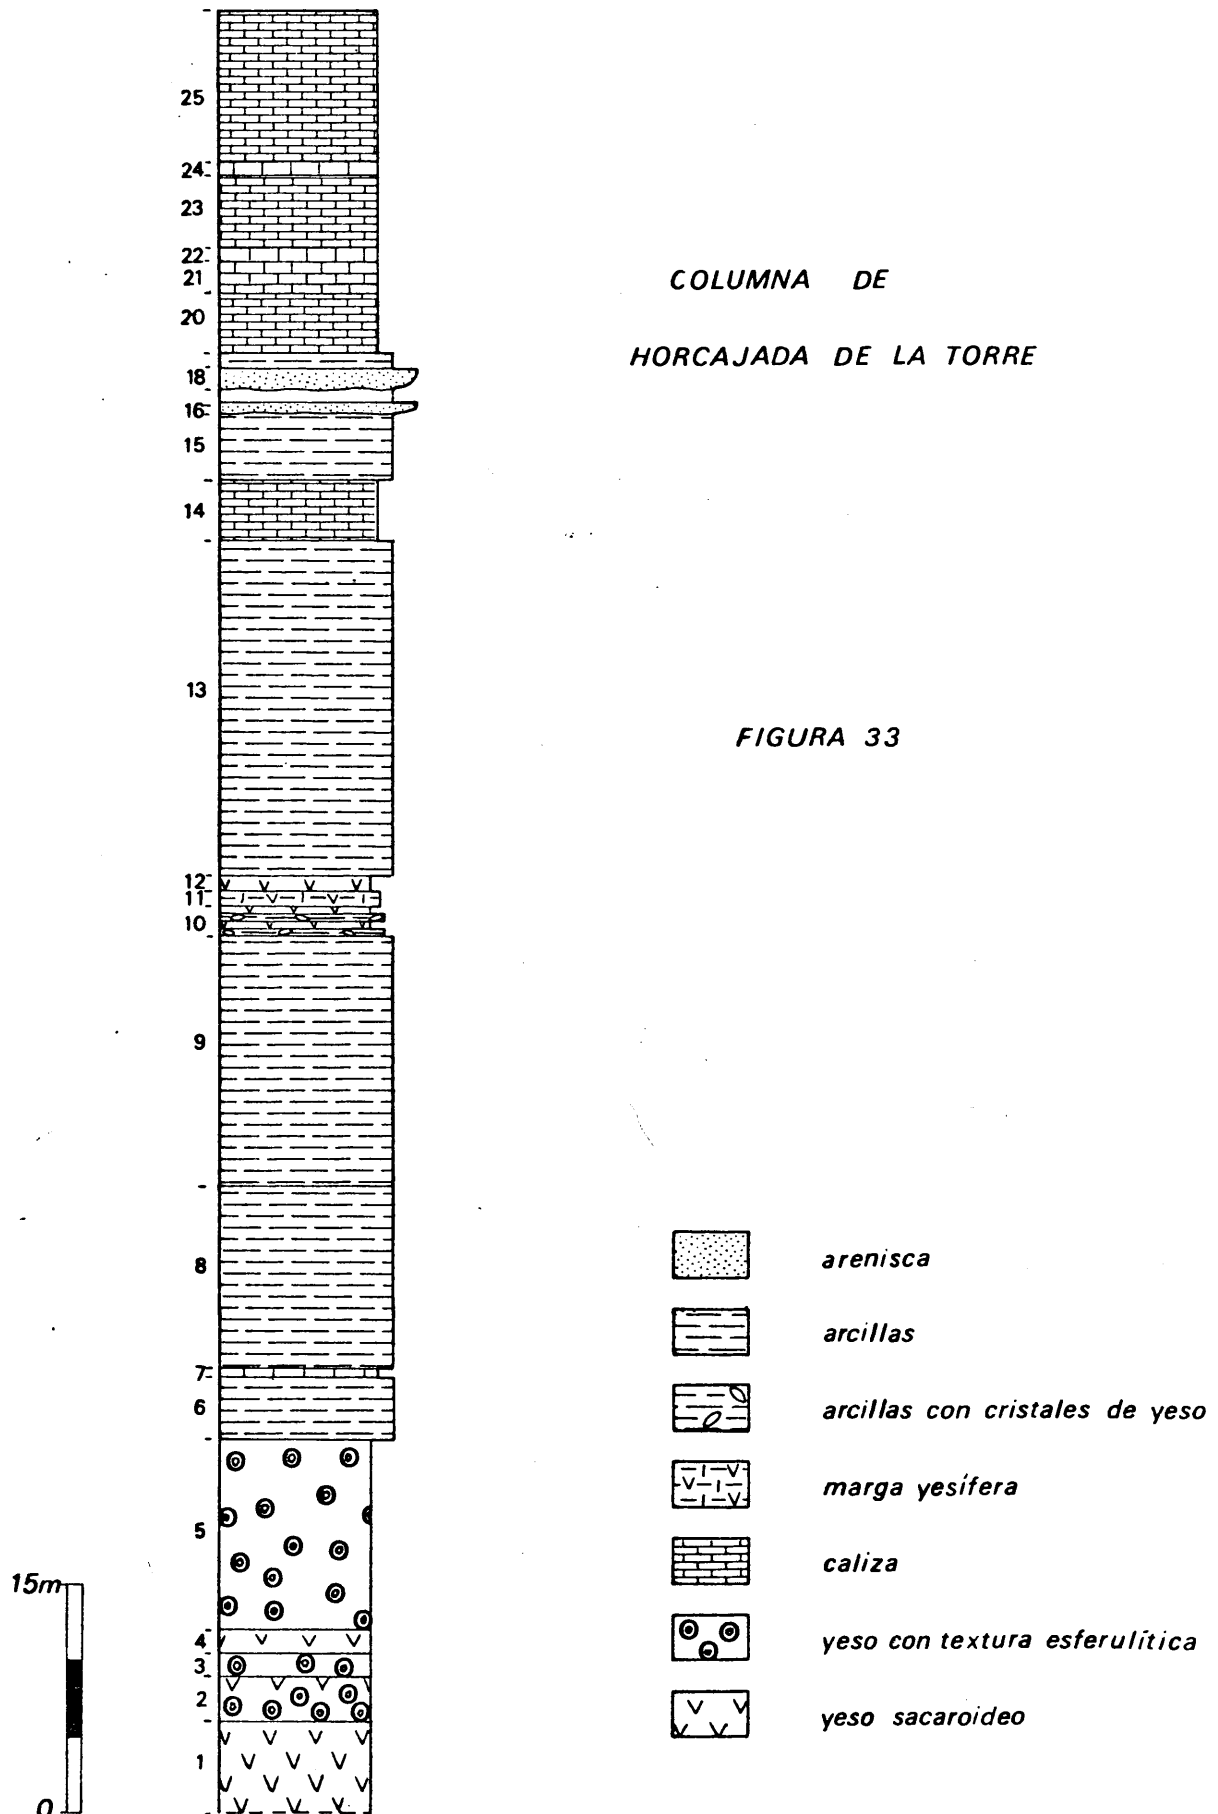 25
24
23
22
21
20
18
16
15
14
13
12
11
10
9
8
7
6
5
4
3
2
1
15m
0
COLUMNA DE
HORCAJADA DE LA TORRE
FIGURA 33
arenisca
arcillas
arcillas con cristales de yeso
marga yesífera
caliza
yeso con textura esferulítica
yeso sacaroideo